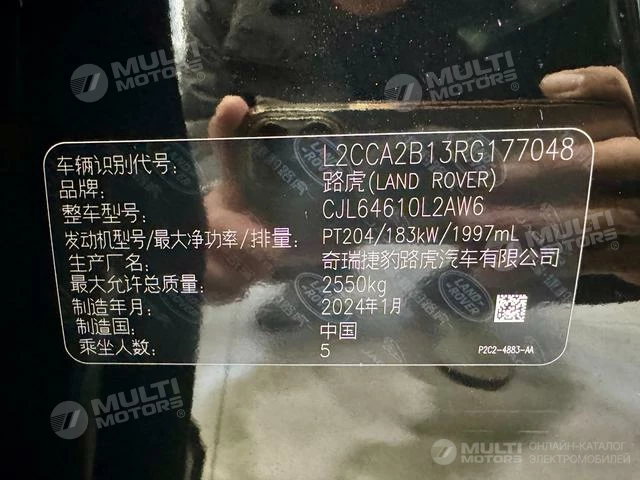 MULTI MOTORS
MULTI MOTORS
车辆识别代号: L2CCA2B13RG177048
品牌: 路虎(LAND ROVER)
整车型号: CJL64610L2AW6
发动机型号/最大净功率/排量: PT204/183kW/1997mL
生产厂名: 奇瑞捷豹路虎汽车有限公司
最大允许总质量: 2550kg
制造年月: 2024年1月
制造国: 中国
乘坐人数: 5
P2C2-4883-AA
MULTI MOTORS
MULTI MOTORS
ОНЛАЙН-КАТАЛОГ
ЭЛЕКТРОМОБИЛЕЙ